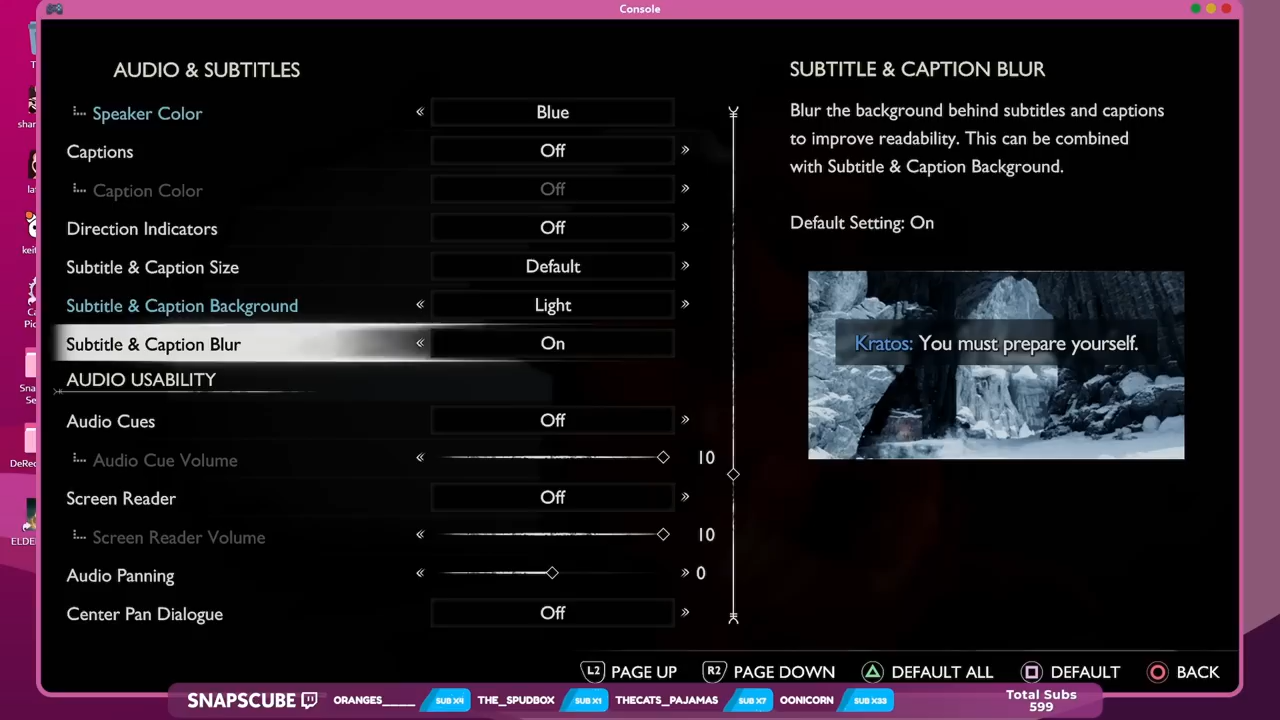 Console
AUDIO & SUBTITLES
Speaker Color
Blue
Captions
Off
Caption Color
Off
Direction Indicators
Off
Subtitle & Caption Size
Default
Subtitle & Caption Background
Light
Subtitle & Caption Blur
On
AUDIO USABILITY
Audio Cues
Off
Audio Cue Volume
10
Screen Reader
Off
Screen Reader Volume
10
Audio Panning
0
Center Pan Dialogue
Off
SUBTITLE & CAPTION BLUR
Blur the background behind subtitles and captions
to improve readability. This can be combined
with Subtitle & Caption Background.
Default Setting: On
Kratos: You must prepare yourself.
L2 PAGE UP R2 PAGE DOWN DEFAULT ALL DEFAULT BACK
SNAPSCUBE ORANGES____ SUB X4 THE_SPUDBOX SUB X1 THECATS_PAJAMAS SUB X7 OONICORN SUB X33
Total Subs
599